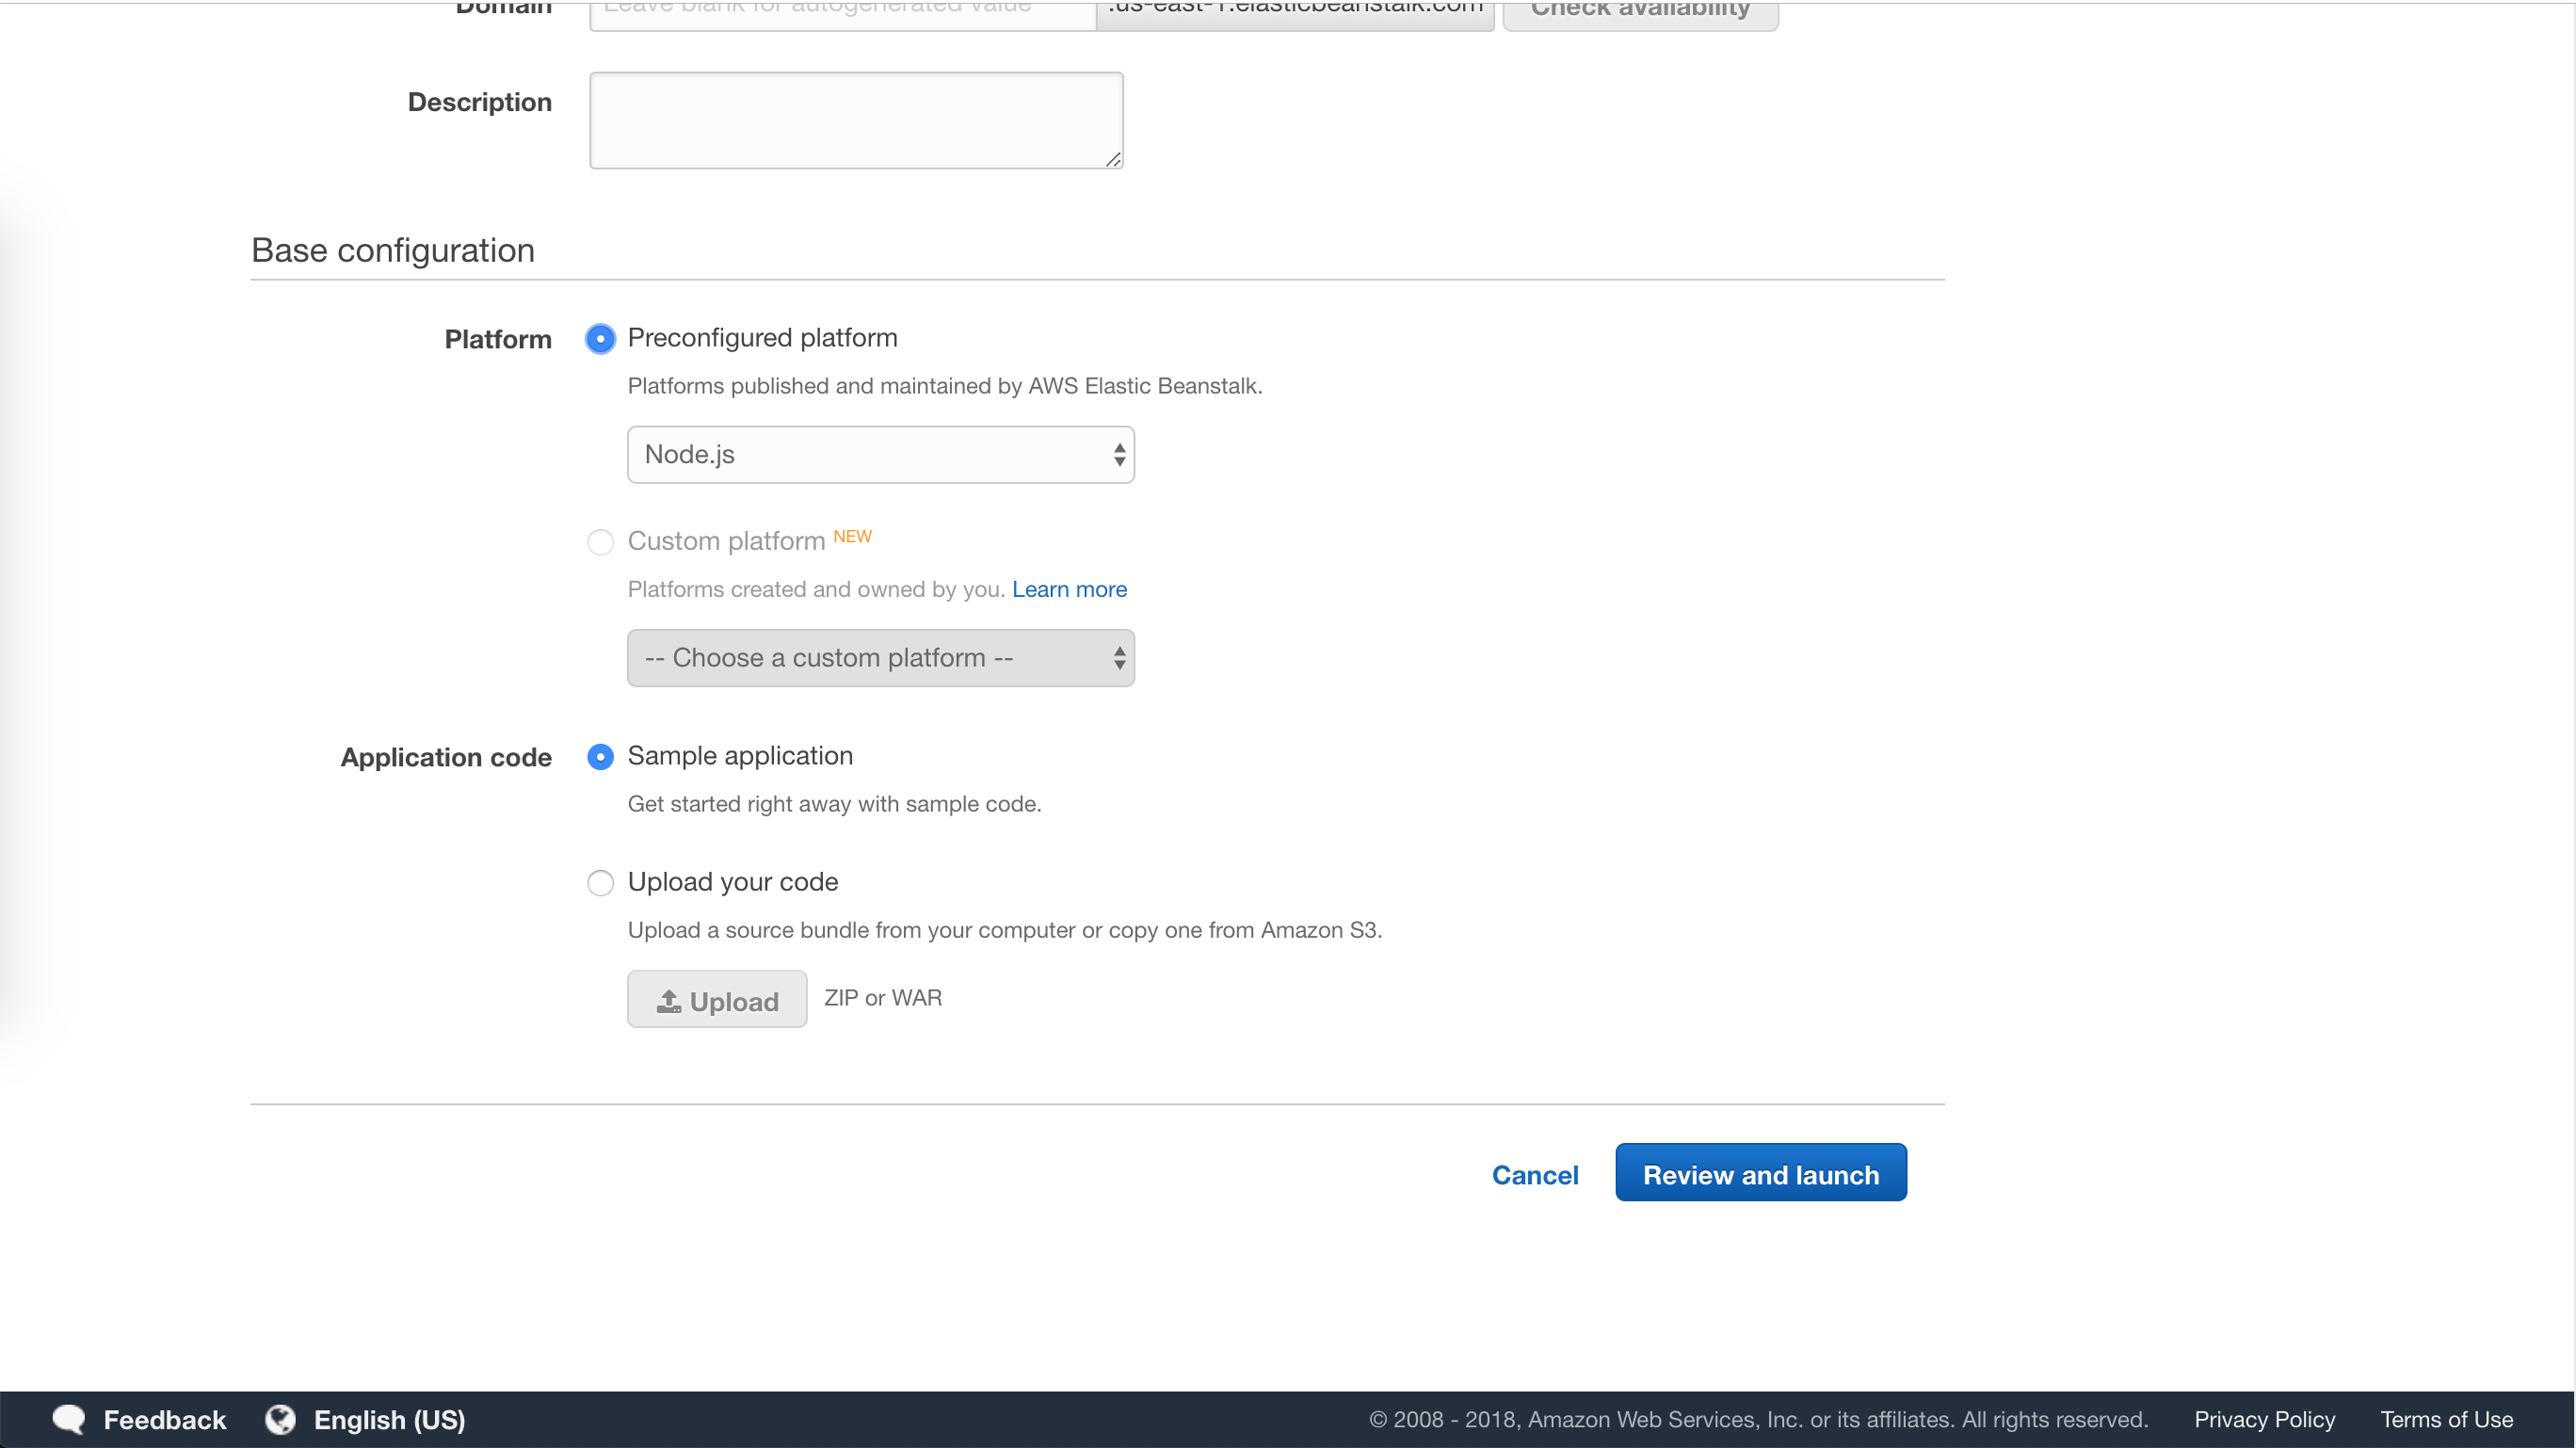 Domain Leave blank for autogenerated value .us-east-1.elasticbeanstalk.com Check availability
Description
Base configuration
Platform Preconfigured platform
Platforms published and maintained by AWS Elastic Beanstalk.
Node.js
Custom platform NEW
Platforms created and owned by you. Learn more
-- Choose a custom platform --
Application code Sample application
Get started right away with sample code.
Upload your code
Upload a source bundle from your computer or copy one from Amazon S3.
Upload ZIP or WAR
Cancel Review and launch
Feedback English (US) © 2008 - 2018, Amazon Web Services, Inc. or its affiliates. All rights reserved. Privacy Policy Terms of Use